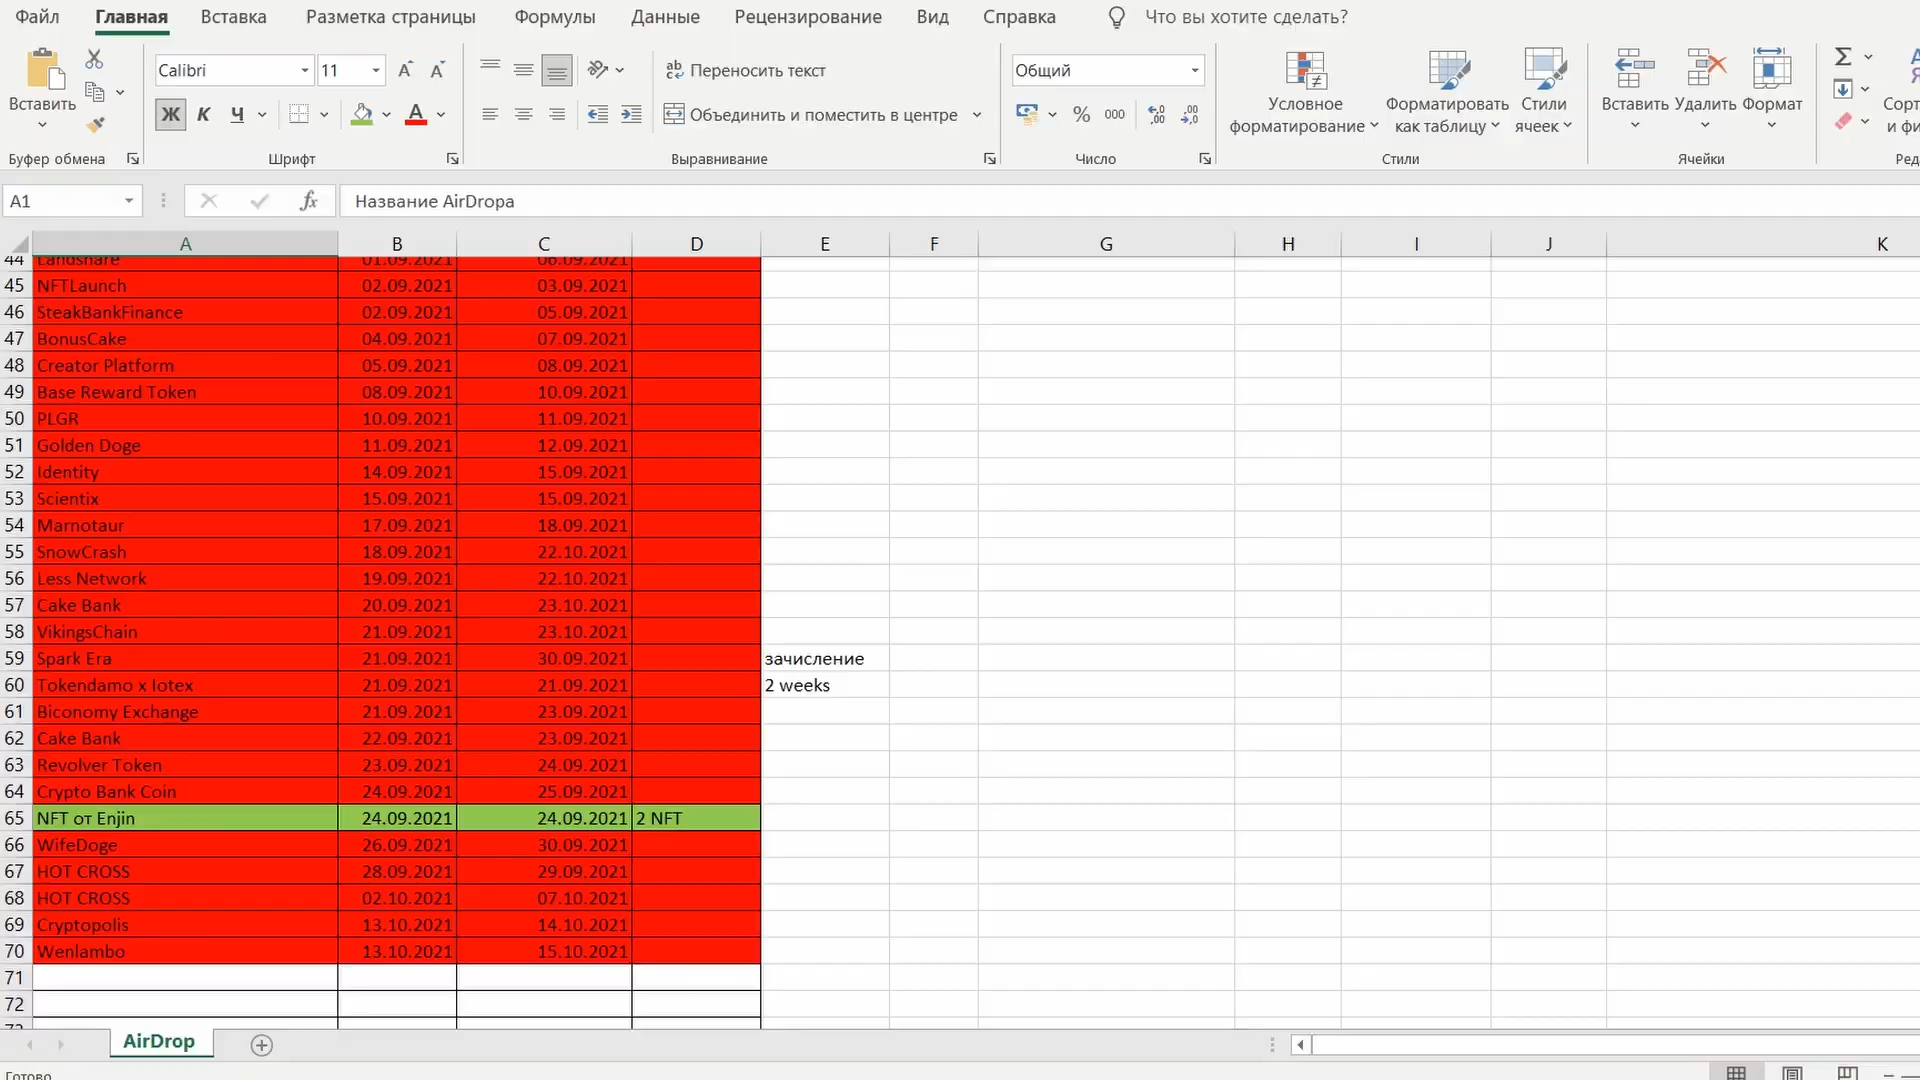 Файл Главная Вставка Разметка страницы Формулы Данные Рецензирование Вид Справка Что вы хотите сделать?
Вставить
Calibri 11
Ж К Ч
Переносить текст
Объединить и поместить в центре
Общий
% 000
Условное форматирование
Форматировать как таблицу
Стили ячеек
Вставить Удалить Формат
Сорт
и фи
Буфер обмена Шрифт Выравнивание Число Стили Ячейки Ред
A1 fx Название AirDropa
A B C D E F G H I J K
44 Landshare 01.09.2021 06.09.2021
45 NFTLaunch 02.09.2021 03.09.2021
46 SteakBankFinance 02.09.2021 05.09.2021
47 BonusCake 04.09.2021 07.09.2021
48 Creator Platform 05.09.2021 08.09.2021
49 Base Reward Token 08.09.2021 10.09.2021
50 PLGR 10.09.2021 11.09.2021
51 Golden Doge 11.09.2021 12.09.2021
52 Identity 14.09.2021 15.09.2021
53 Scientix 15.09.2021 15.09.2021
54 Marnotaur 17.09.2021 18.09.2021
55 SnowCrash 18.09.2021 22.10.2021
56 Less Network 19.09.2021 22.10.2021
57 Cake Bank 20.09.2021 23.10.2021
58 VikingsChain 21.09.2021 23.10.2021
59 Spark Era 21.09.2021 30.09.2021 зачисление
60 Tokendamo x Iotex 21.09.2021 21.09.2021 2 weeks
61 Biconomy Exchange 21.09.2021 23.09.2021
62 Cake Bank 22.09.2021 23.09.2021
63 Revolver Token 23.09.2021 24.09.2021
64 Crypto Bank Coin 24.09.2021 25.09.2021
65 NFT от Enjin 24.09.2021 24.09.2021 2 NFT
66 WifeDoge 26.09.2021 30.09.2021
67 HOT CROSS 28.09.2021 29.09.2021
68 HOT CROSS 02.10.2021 07.10.2021
69 Cryptopolis 13.10.2021 14.10.2021
70 Wenlambo 13.10.2021 15.10.2021
71
72
AirDrop
Готово